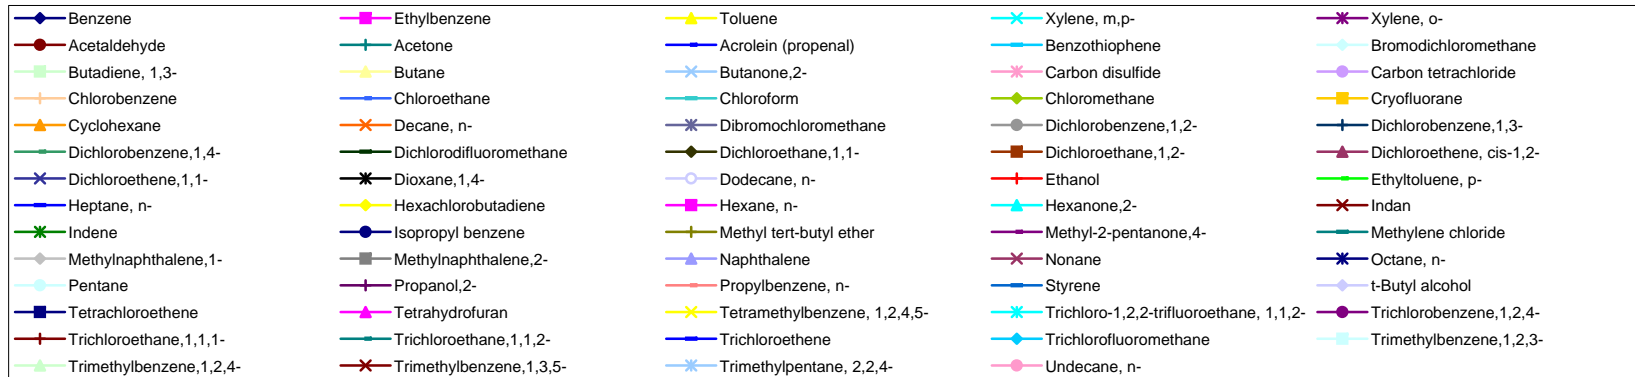 Benzene Ethylbenzene Toluene Xylene, m,p- Xylene, o-
Acetaldehyde Acetone Acrolein (propenal) Benzothiophene Bromodichloromethane
Butadiene, 1,3- Butane Butanone,2- Carbon disulfide Carbon tetrachloride
Chlorobenzene Chloroethane Chloroform Chloromethane Cryofluorane
Cyclohexane Decane, n- Dibromochloromethane Dichlorobenzene,1,2- Dichlorobenzene,1,3-
Dichlorobenzene,1,4- Dichlorodifluoromethane Dichloroethane,1,1- Dichloroethane,1,2- Dichloroethene, cis-1,2-
Dichloroethene,1,1- Dioxane,1,4- Dodecane, n- Ethanol Ethyltoluene, p-
Heptane, n- Hexachlorobutadiene Hexane, n- Hexanone,2- Indan
Indene Isopropyl benzene Methyl tert-butyl ether Methyl-2-pentanone,4- Methylene chloride
Methylnaphthalene,1- Methylnaphthalene,2- Naphthalene Nonane Octane, n-
Pentane Propanol,2- Propylbenzene, n- Styrene t-Butyl alcohol
Tetrachloroethene Tetrahydrofuran Tetramethylbenzene, 1,2,4,5- Trichloro-1,2,2-trifluoroethane, 1,1,2- Trichlorobenzene,1,2,4-
Trichloroethane,1,1,1- Trichloroethane,1,1,2- Trichloroethene Trichlorofluoromethane Trimethylbenzene,1,2,3-
Trimethylbenzene,1,2,4- Trimethylbenzene,1,3,5- Trimethylpentane, 2,2,4- Undecane, n-